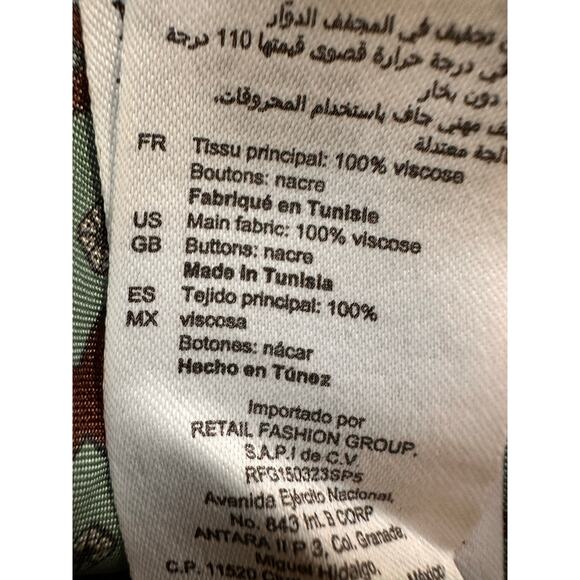 تجفيف في المجفف الدوّار
في درجة حرارة قصوى قيمتها 110 درجة
دون بخار
مهني جاف باستخدام المحروقات.
معتدلة
FR Tissu principal: 100% viscose
Boutons: nacre
Fabriqué en Tunisie
US Main fabric: 100% viscose
GB Buttons: nacre
Made in Tunisia
ES Tejido principal: 100%
MX viscosa
Botones: nácar
Hecho en Túnez
Importado por
RETAIL FASHION GROUP,
S.A.P.I de C.V.
RFG150323SP5
Avenida Ejército Nacional,
No. 843 Int. B CORP
ANTARA II P 3, Col. Granada,
Miguel Hidalgo,
C.P. 11520 México